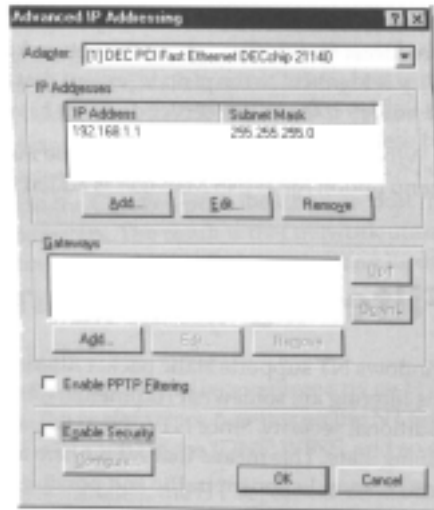 Advanced IP Addressing
Adapter: [1] DEC PCI Fast Ethernet DECchip 21140
IP Addresses
IP Address Subnet Mask
192.168.1.1 255.255.255.0
Add... Edit... Remove
Gateways
Up↑
Down↓
Add... Edit... Remove
Enable PPTP Filtering
Enable Security
Configure...
OK Cancel